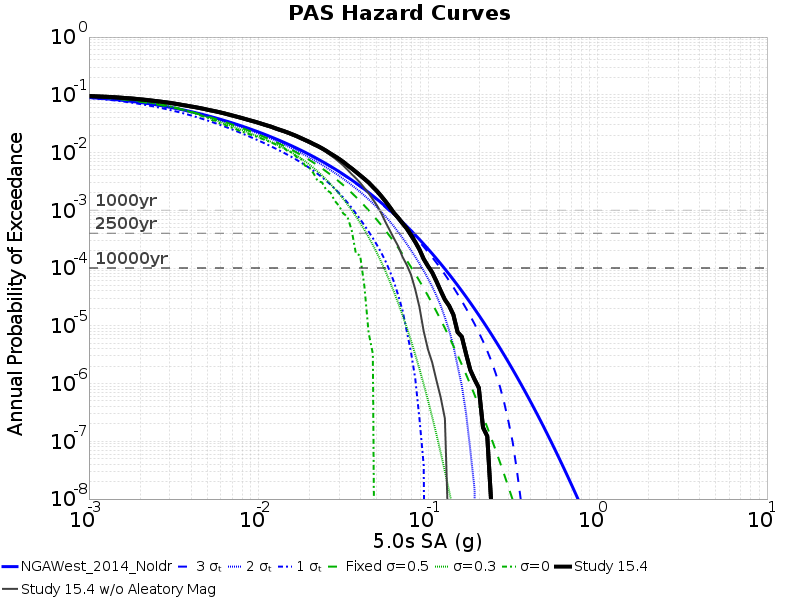 PAS Hazard Curves
Annual Probability of Exceedance
10^0
10^-1
10^-2
10^-3
10^-4
10^-5
10^-6
10^-7
10^-8
1000yr
2500yr
10000yr
10^-3 10^-2 10^-1 10^0 10^1
5.0s SA (g)
NGAWest_2014_NoIdr 3 σₜ 2 σₜ 1 σₜ Fixed σ=0.5 σ=0.3 σ=0 Study 15.4
Study 15.4 w/o Aleatory Mag